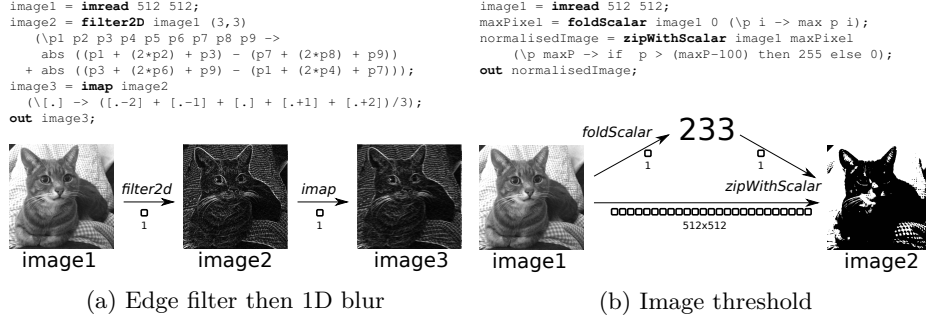 image1 = imread 512 512;
image2 = filter2D image1 (3,3)
(\p1 p2 p3 p4 p5 p6 p7 p8 p9 ->
abs ((p1 + (2*p2) + p3) - (p7 + (2*p8) + p9))
+ abs ((p3 + (2*p6) + p9) - (p1 + (2*p4) + p7)));
image3 = imap image2
(\[.] -> ([.-2] + [.-1] + [.] + [.+1] + [.+2])/3);
out image3;
filter2d
1
imap
1
image1
image2
image3
(a) Edge filter then 1D blur
image1 = imread 512 512;
maxPixel = foldScalar image1 0 (\p i -> max p i);
normalisedImage = zipWithScalar image1 maxPixel
(\p maxP -> if p > (maxP-100) then 255 else 0);
out normalisedImage;
foldScalar
233
1
1
zipWithScalar
512x512
image1
image2
(b) Image threshold